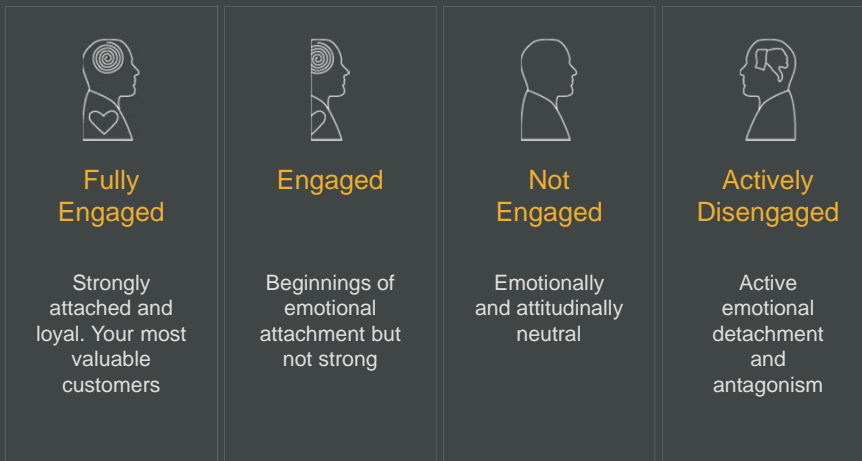 Fully
Engaged
Strongly
attached and
loyal. Your most
valuable
customers
Engaged
Beginnings of
emotional
attachment but
not strong
Not
Engaged
Emotionally
and attitudinally
neutral
Actively
Disengaged
Active
emotional
detachment
and
antagonism